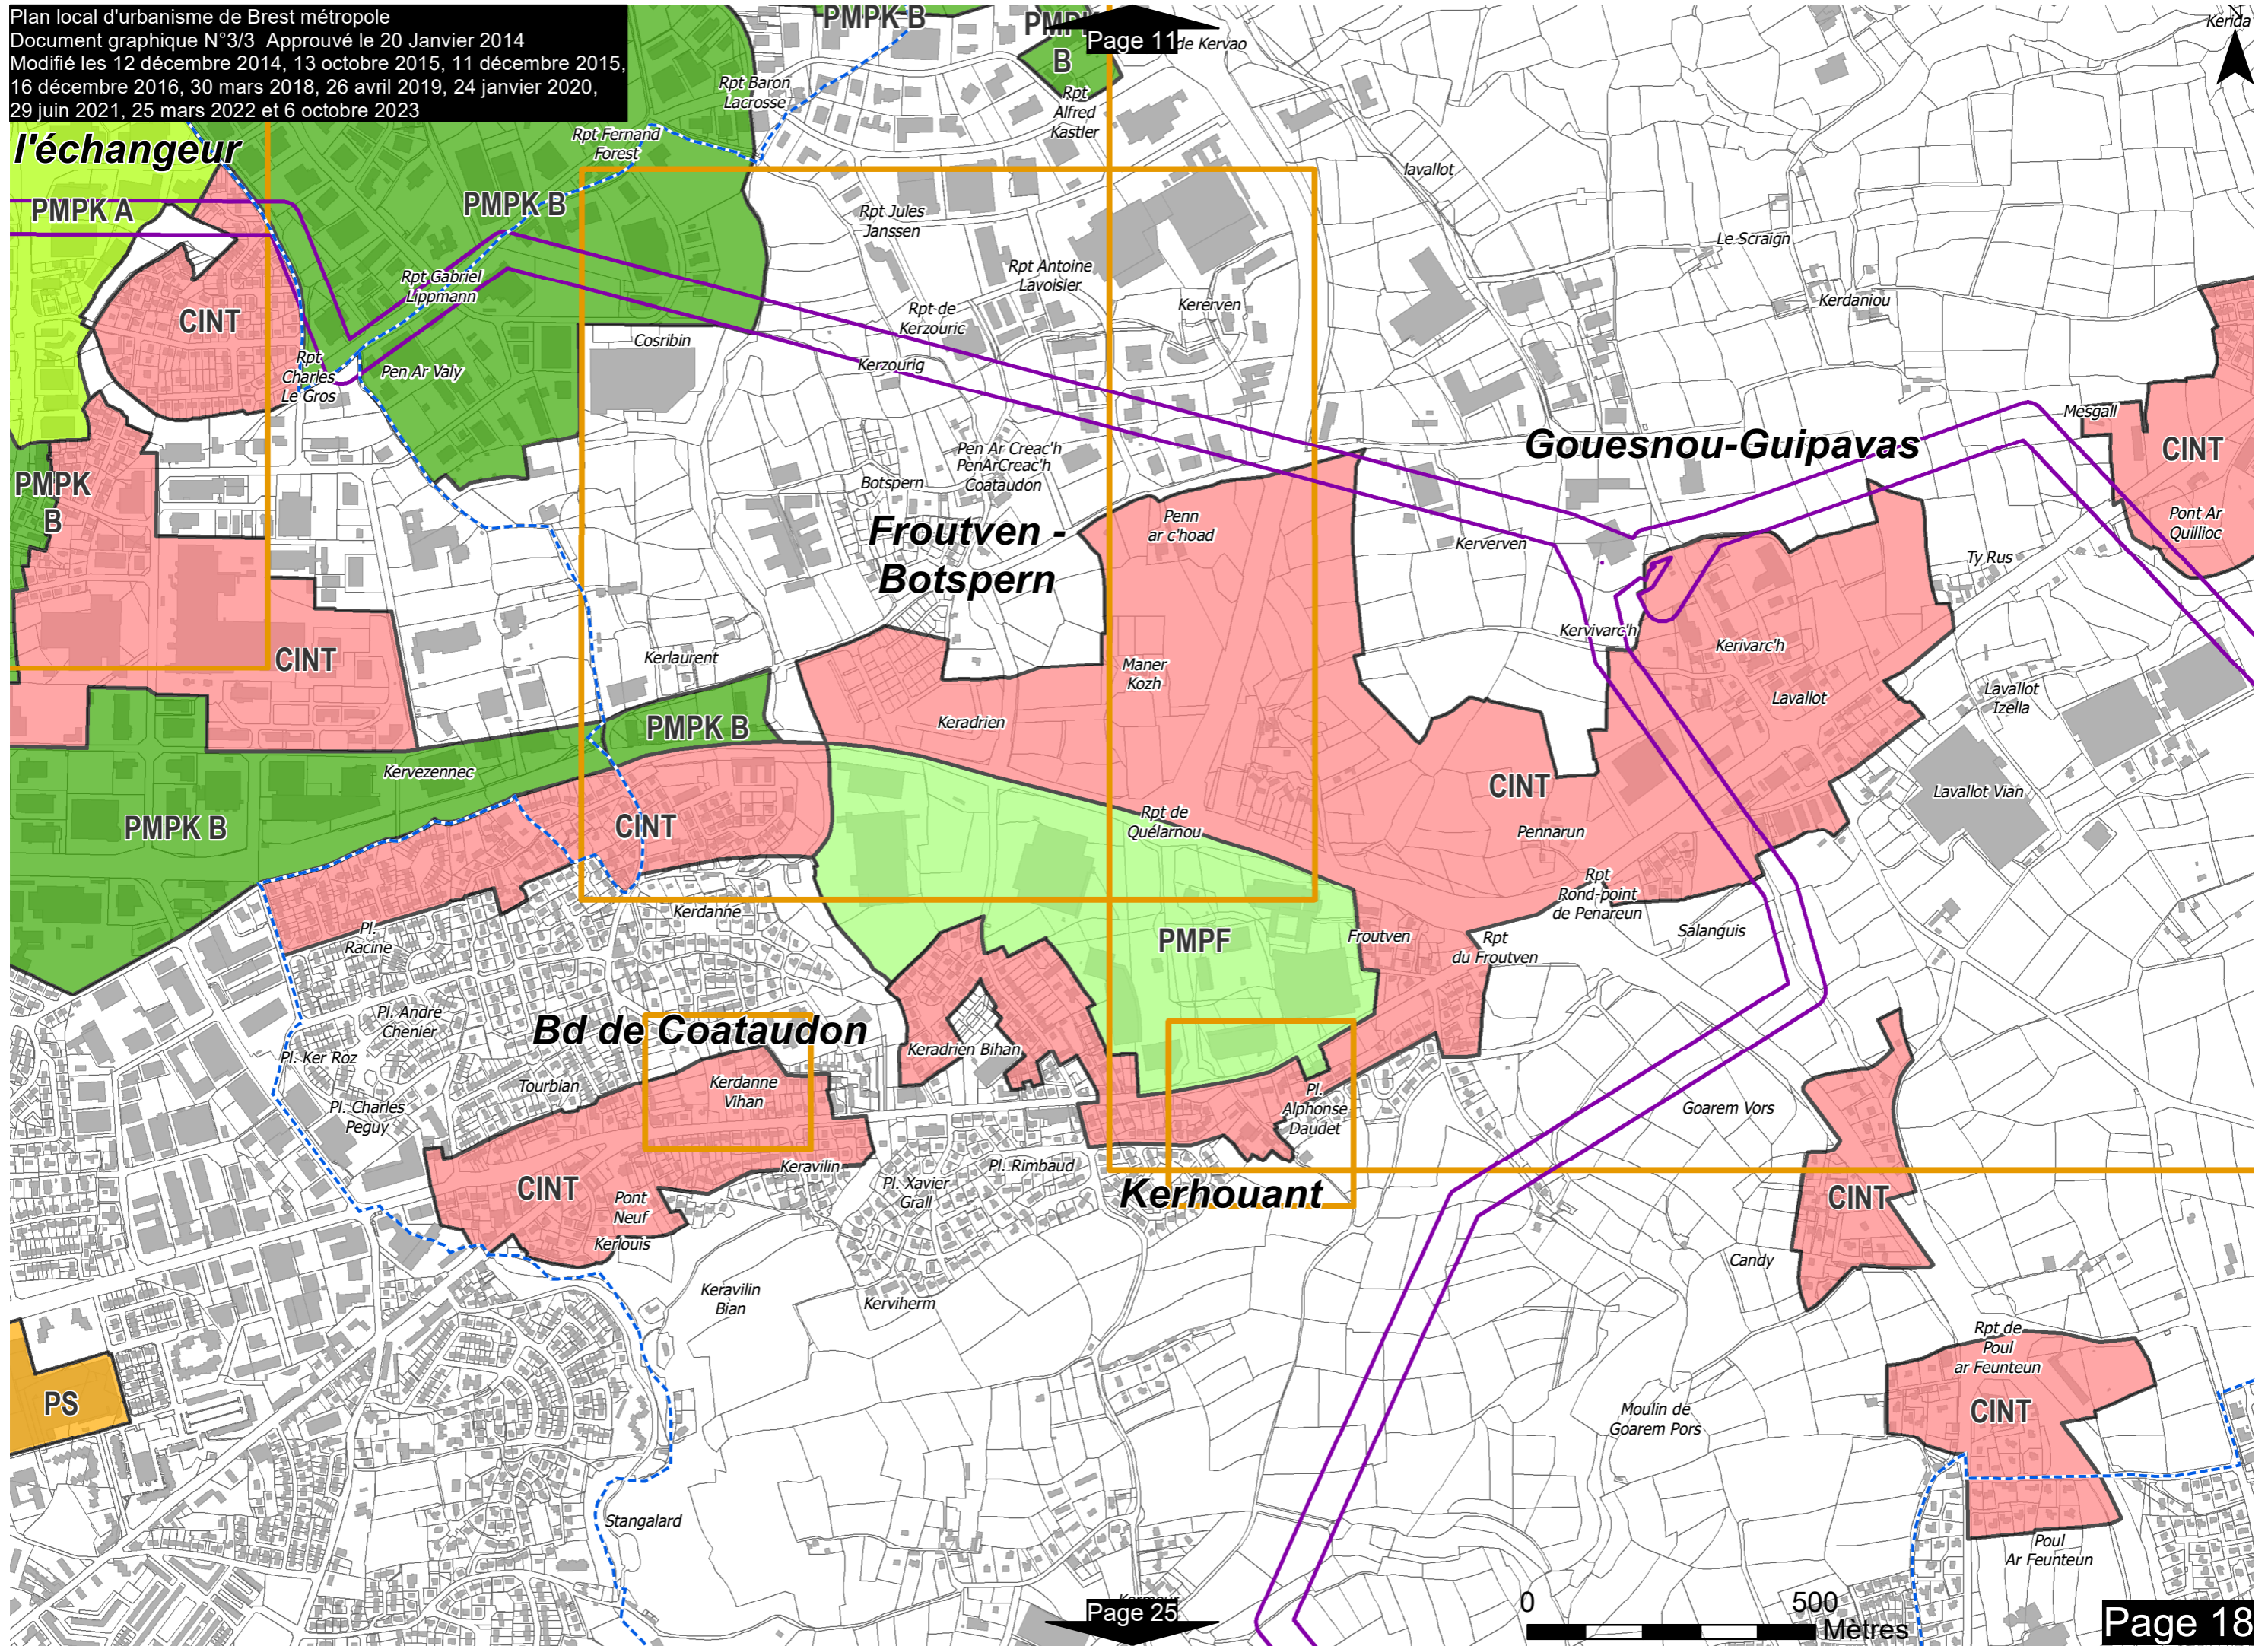 Plan local d'urbanisme de Brest métropole
Document graphique N°3/3 Approuvé le 20 Janvier 2014
Modifié les 12 décembre 2014, 13 octobre 2015, 11 décembre 2015,
16 décembre 2016, 30 mars 2018, 26 avril 2019, 24 janvier 2020,
29 juin 2021, 25 mars 2022 et 6 octobre 2023
PMPK B
B
Page 11
de Kervao
N
Rpt Baron
Lacrosse
Rpt
Alfred
Kastler
Rpt Fernand
Forest
l'échangeur
PMPK A
PMPK B
lavallot
Rpt Jules
Janssen
Le Scraign
Rpt Gabriel
Lippmann
Rpt Antoine
Lavoisier
Kererven
Kerdaniou
CINT
Rpt de
Kerzouric
Cosribin
Rpt
Charles
Le Gros
Pen Ar Valy
Kerzourig
Mesgall
Gouesnou-Guipavas
CINT
Pen Ar Creac'h
PenArCreac'h
Coataudon
Botspern
PMPK
B
Penn
ar c'hoad
Pont Ar
Quillioc
Froutven -
Botspern
Kerverven
Ty Rus
Kervivarc'h
Kerivarc'h
CINT
Kerlaurent
Maner
Kozh
Lavallot
Lavallot
Izella
PMPK B
Keradrien
Kervezennec
CINT
Lavallot Vian
PMPK B
CINT
Rpt de
Quélarnou
Pennarun
Rpt
Rond-point
de Penareun
Kerdanne
Pl.
Racine
PMPF
Froutven
Rpt
du Froutven
Salanguis
Pl. Andre
Chenier
Bd de Coataudon
Pl. Ker Roz
Keradrien Bihan
Tourbian
Kerdanne
Vihan
Pl. Charles
Peguy
Pl.
Alphonse
Daudet
Goarem Vors
Keravilin
Pl. Rimbaud
Pl. Xavier
Grall
CINT
Pont
Neuf
Kerhouant
CINT
Kerlouis
Candy
Keravilin
Bian
Kerviherm
Rpt de
Poul
ar Feunteun
PS
CINT
Moulin de
Goarem Pors
Stangalard
Poul
Ar Feunteun
Page 25
0
500
Mètres
Page 18